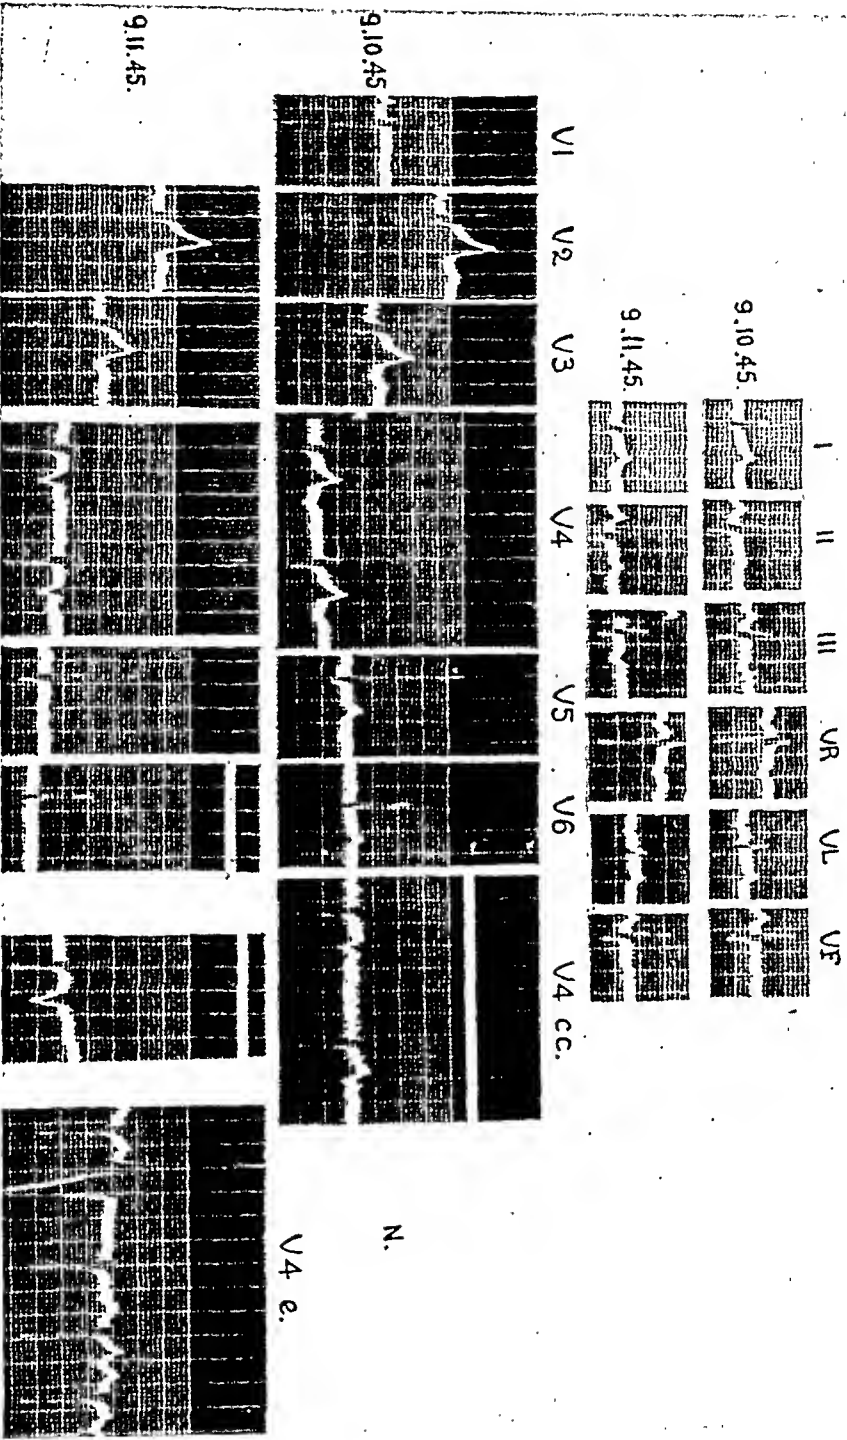 I II III VR VL VF
9.10.45.
9.11.45.
V1 V2 V3 V4 V5 V6 V4 cc.
9.10.45
N.
V4 e.
9.11.45.